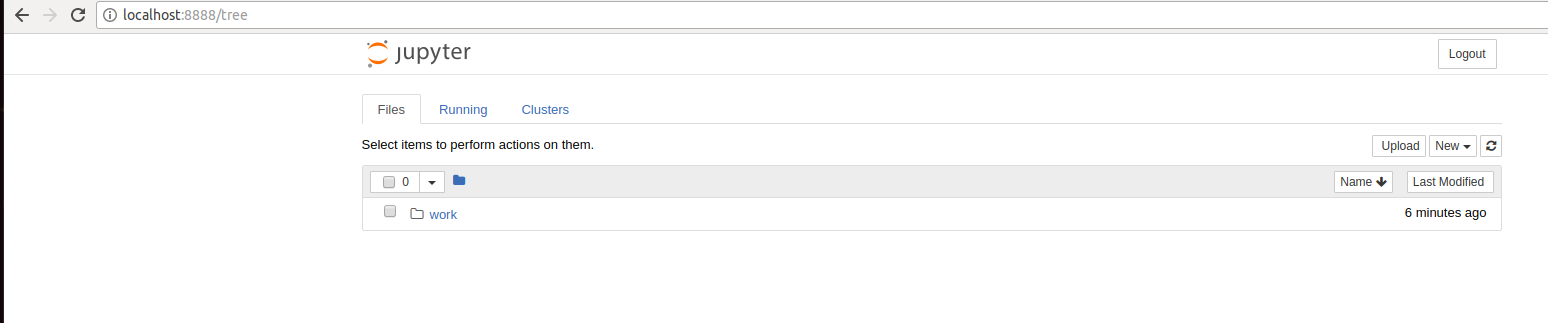 localhost:8888/tree
jupyter
Logout
Files Running Clusters
Select items to perform actions on them.
Upload New
0 Name Last Modified
work 6 minutes ago